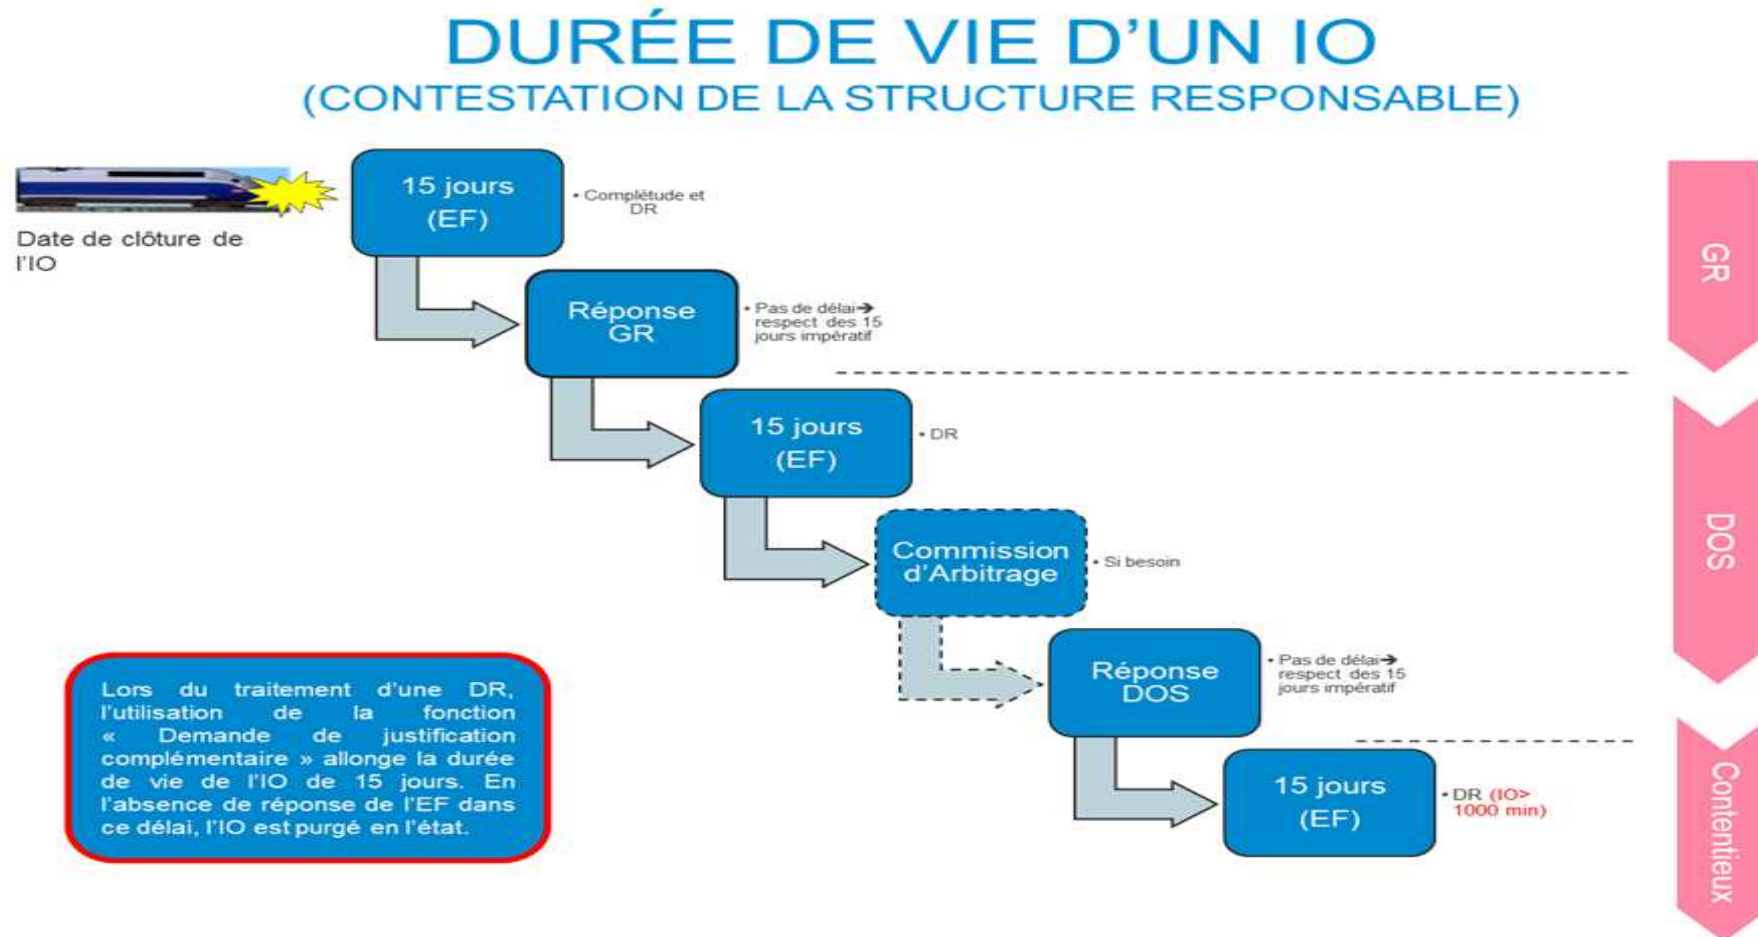 DURÉE DE VIE D'UN IO
(CONTESTATION DE LA STRUCTURE RESPONSABLE)
Date de clôture de
l'IO
15 jours
(EF)
• Complétude et
DR
Réponse
GR
• Pas de délai➔
respect des 15
jours impératif
15 jours
(EF)
• DR
Commission
d'Arbitrage
• Si besoin
Réponse
DOS
• Pas de délai➔
respect des 15
jours impératif
15 jours
(EF)
• DR (IO>
1000 min)
Lors du traitement d'une DR,
l'utilisation de la fonction
« Demande de justification
complémentaire » allonge la durée
de vie de l'IO de 15 jours. En
l'absence de réponse de l'EF dans
ce délai, l'IO est purgé en l'état.
GR
DOS
Contentieux